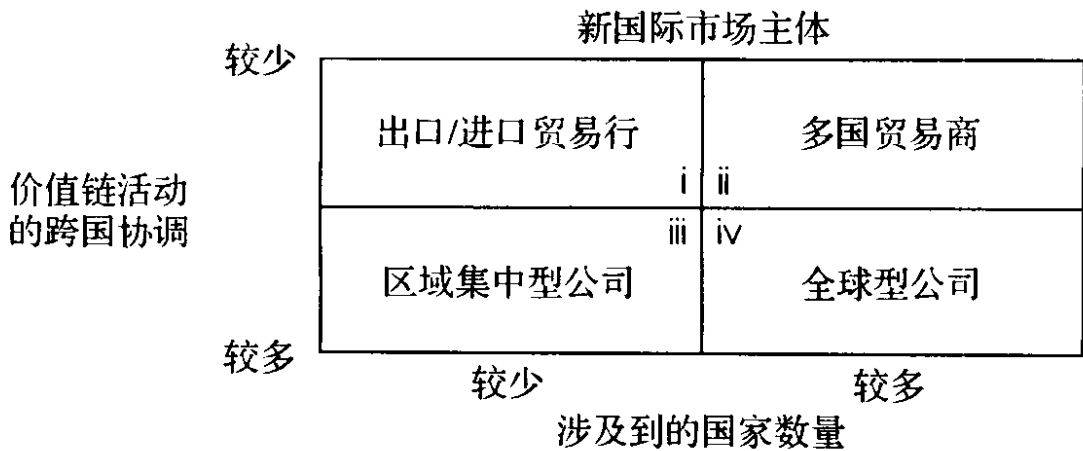 新国际市场主体
较少
出口/进口贸易行
多国贸易商
价值链活动
的跨国协调
i
ii
iii
iv
区域集中型公司
全球型公司
较多
较少
较多
涉及到的国家数量